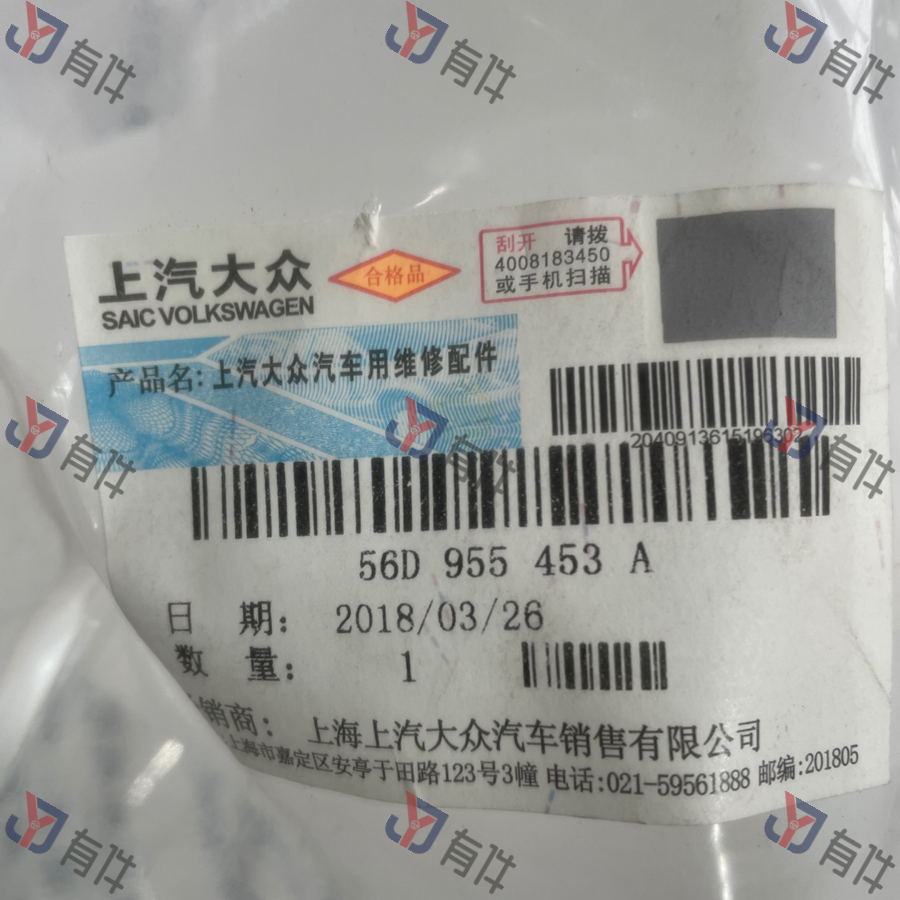 有件 有件 有件
上汽大众
SAIC VOLKSWAGEN
合格品
刮开 请拨
4008183450
或手机扫描
产品名: 上汽大众汽车用维修配件
有件 有件 有件
56D 955 453 A
日 期: 2018/03/26
数 量: 1
销商: 上海上汽大众汽车销售有限公司
上海市嘉定区安亭于田路123号3幢 电话:021-59561888 邮编:201805
有件 有件 有件